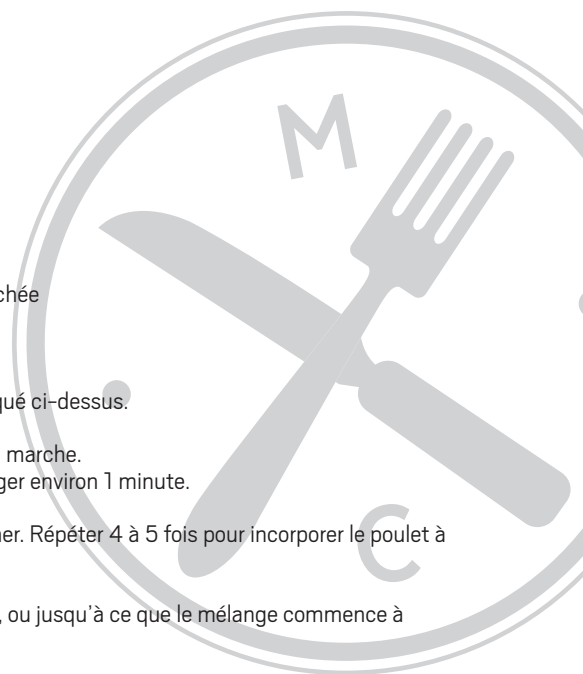 M
chée
qué ci-dessus.
marche.
ger environ 1 minute.
er. Répéter 4 à 5 fois pour incorporer le poulet à
C
, ou jusqu'à ce que le mélange commence à